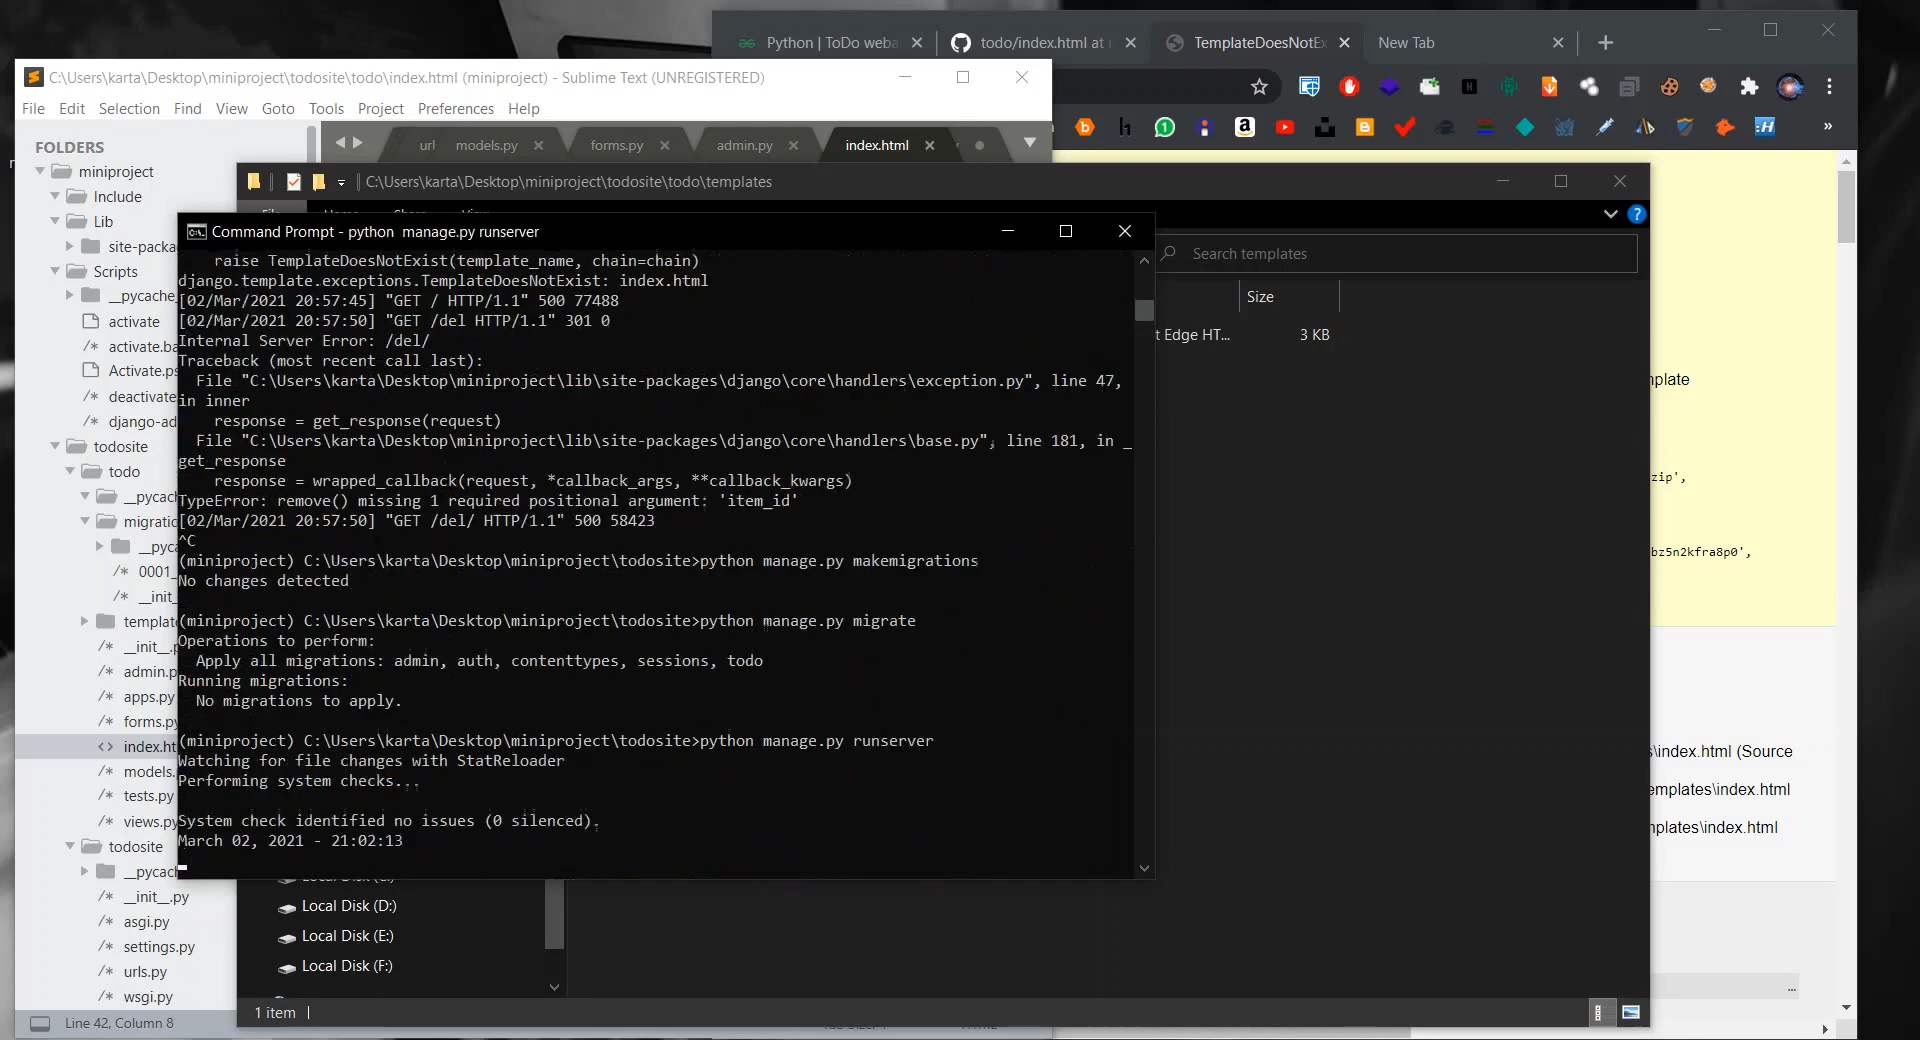 Python | ToDo weba
todo/index.html at
TemplateDoesNotEx
New Tab
C:\Users\karta\Desktop\miniproject\todosite\todo\index.html (miniproject) - Sublime Text (UNREGISTERED)
File Edit Selection Find View Goto Tools Project Preferences Help
FOLDERS
url models.py forms.py admin.py index.html
miniproject
Include
Lib
site-packa
Scripts
__pycache_
activate
activate.ba
Activate.ps
deactivate
django-ad
todosite
todo
__pycach
migratio
__pyca
0001_
__init_
template
__init__.p
admin.p
apps.py
forms.py
index.ht
models.
tests.py
views.py
todosite
__pycach
__init__.py
asgi.py
settings.py
urls.py
wsgi.py
Line 42, Column 8
C:\Users\karta\Desktop\miniproject\todosite\todo\templates
Search templates
Size
t Edge HT... 3 KB
Command Prompt - python  manage.py runserver
raise TemplateDoesNotExist(template_name, chain=chain)
django.template.exceptions.TemplateDoesNotExist: index.html
[02/Mar/2021 20:57:45] "GET / HTTP/1.1" 500 77488
[02/Mar/2021 20:57:50] "GET /del HTTP/1.1" 301 0
Internal Server Error: /del/
Traceback (most recent call last):
File "C:\Users\karta\Desktop\miniproject\lib\site-packages\django\core\handlers\exception.py", line 47,
in inner
response = get_response(request)
File "C:\Users\karta\Desktop\miniproject\lib\site-packages\django\core\handlers\base.py", line 181, in _
get_response
response = wrapped_callback(request, *callback_args, **callback_kwargs)
TypeError: remove() missing 1 required positional argument: 'item_id'
[02/Mar/2021 20:57:50] "GET /del/ HTTP/1.1" 500 58423
^C
(miniproject) C:\Users\karta\Desktop\miniproject\todosite>python manage.py makemigrations
No changes detected
(miniproject) C:\Users\karta\Desktop\miniproject\todosite>python manage.py migrate
Operations to perform:
Apply all migrations: admin, auth, contenttypes, sessions, todo
Running migrations:
No migrations to apply.
(miniproject) C:\Users\karta\Desktop\miniproject\todosite>python manage.py runserver
Watching for file changes with StatReloader
Performing system checks...
System check identified no issues (0 silenced).
March 02, 2021 - 21:02:13
Local Disk (D:)
Local Disk (E:)
Local Disk (F:)
1 item
mplate
zip',
bz5n2kfra8p0',
\index.html (Source
emplates\index.html
nplates\index.html
...